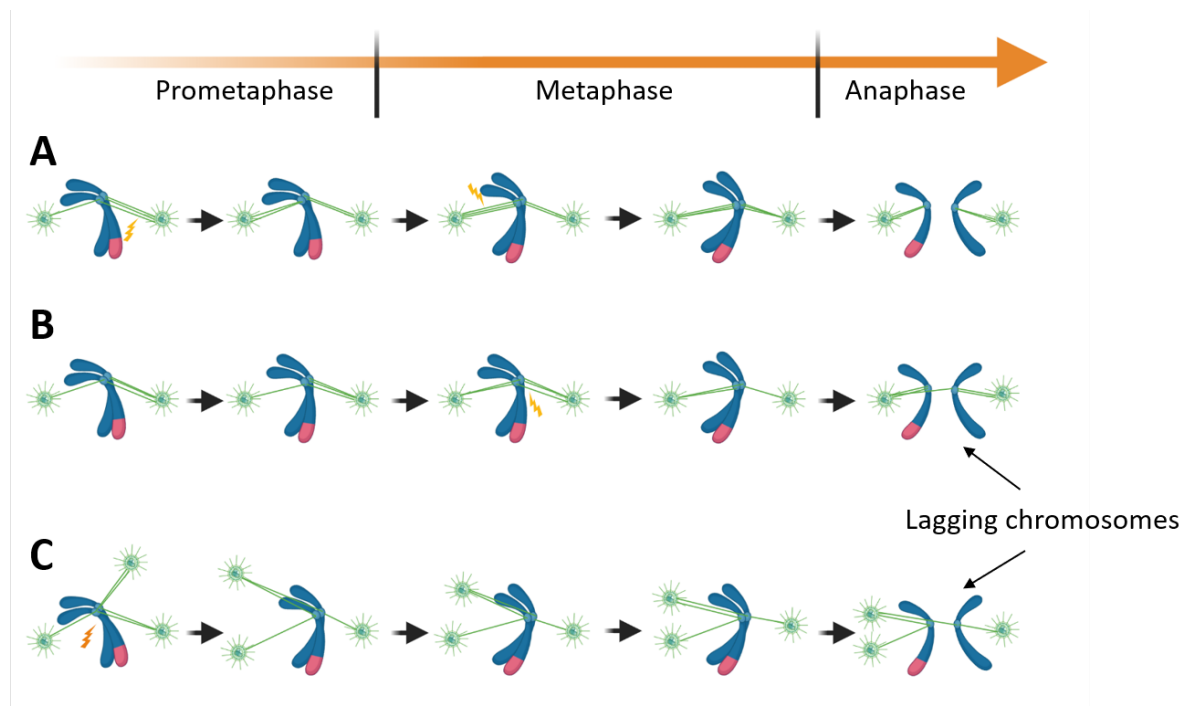 Prometaphase
Metaphase
Anaphase
A
B
Lagging chromosomes
C